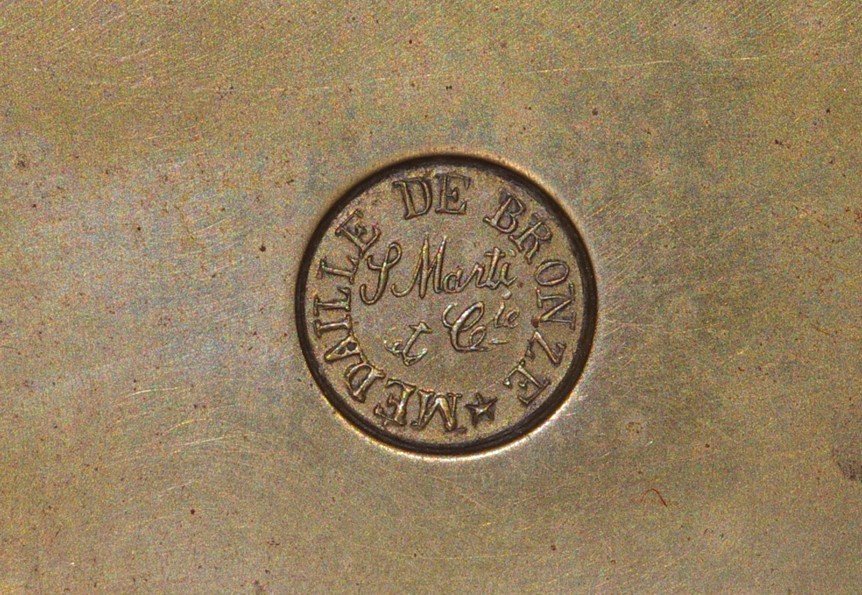 MEDAILLE DE BRONZE
S Marti
et Cie